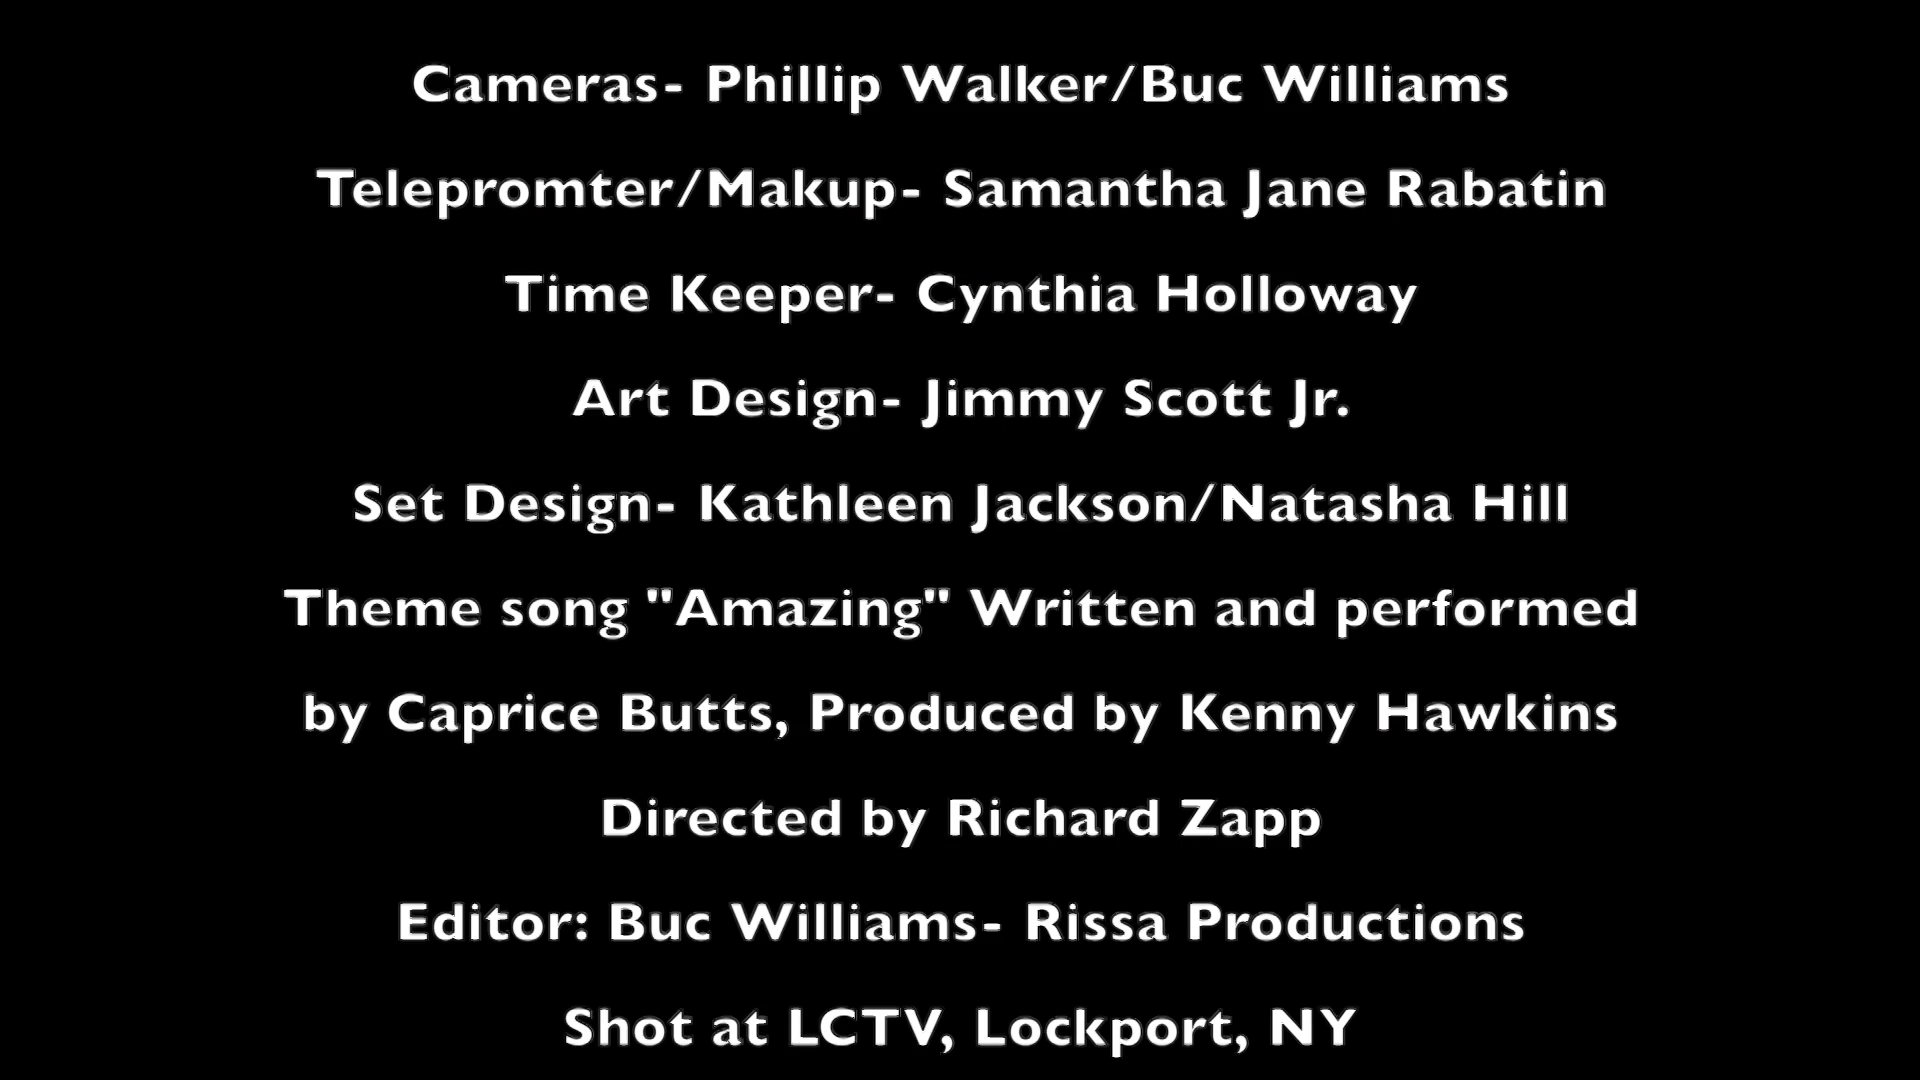 Cameras- Phillip Walker/Buc Williams
Telepromter/Makup- Samantha Jane Rabatin
Time Keeper- Cynthia Holloway
Art Design- Jimmy Scott Jr.
Set Design- Kathleen Jackson/Natasha Hill
Theme song "Amazing" Written and performed
by Caprice Butts, Produced by Kenny Hawkins
Directed by Richard Zapp
Editor: Buc Williams- Rissa Productions
Shot at LCTV, Lockport, NY